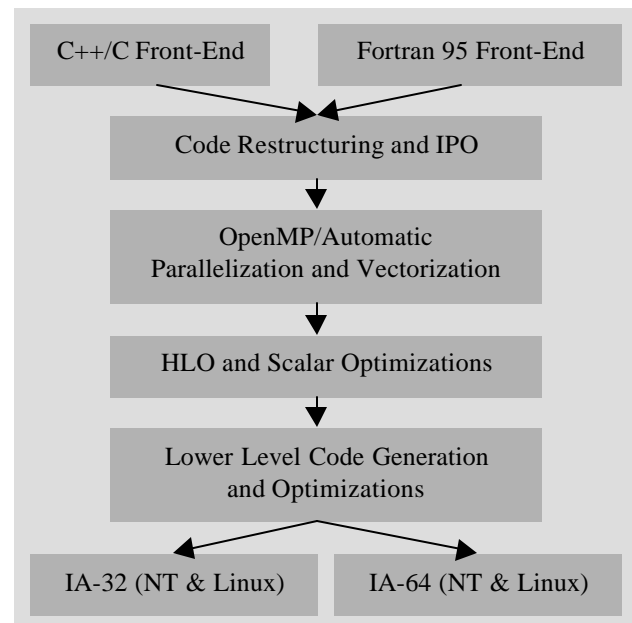 C++/C Front-End
Fortran 95 Front-End
Code Restructuring and IPO
OpenMP/Automatic
Parallelization and Vectorization
HLO and Scalar Optimizations
Lower Level Code Generation
and Optimizations
IA-32 (NT & Linux)
IA-64 (NT & Linux)